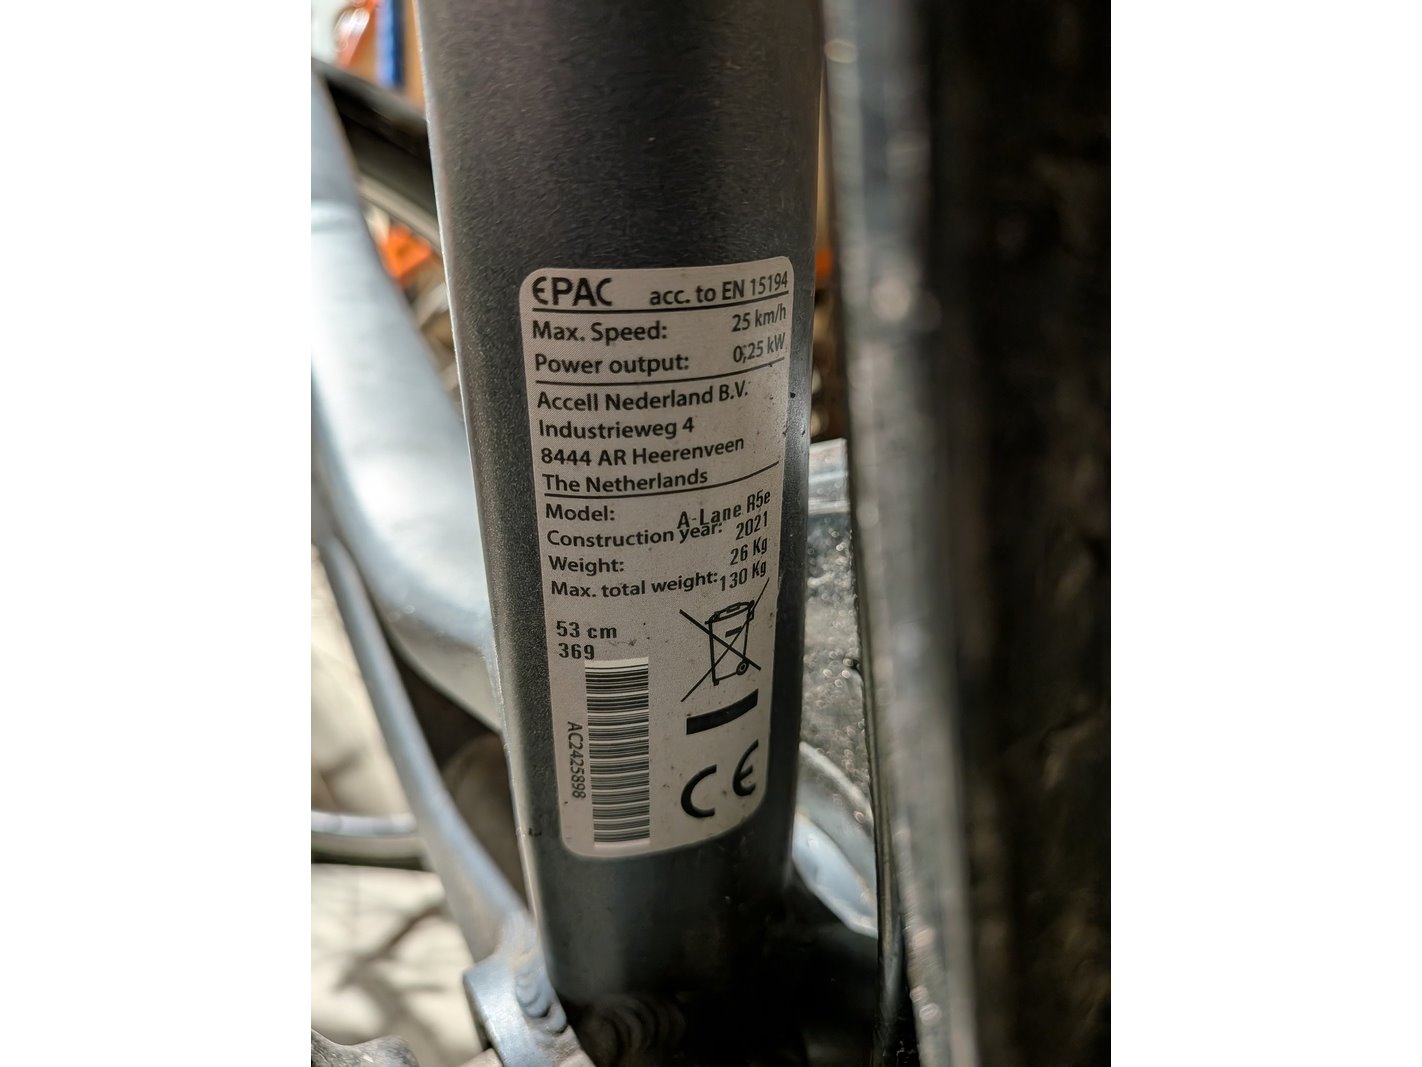 EPAC acc. to EN 15194
Max. Speed: 25 km/h
Power output: 0,25 kW
Accell Nederland B.V.
Industrieweg 4
8444 AR Heerenveen
The Netherlands
Model: A-Lane R5e
Construction year: 2021
Weight: 26 Kg
Max. total weight: 130 Kg
53 cm
369
AC2425898
CE